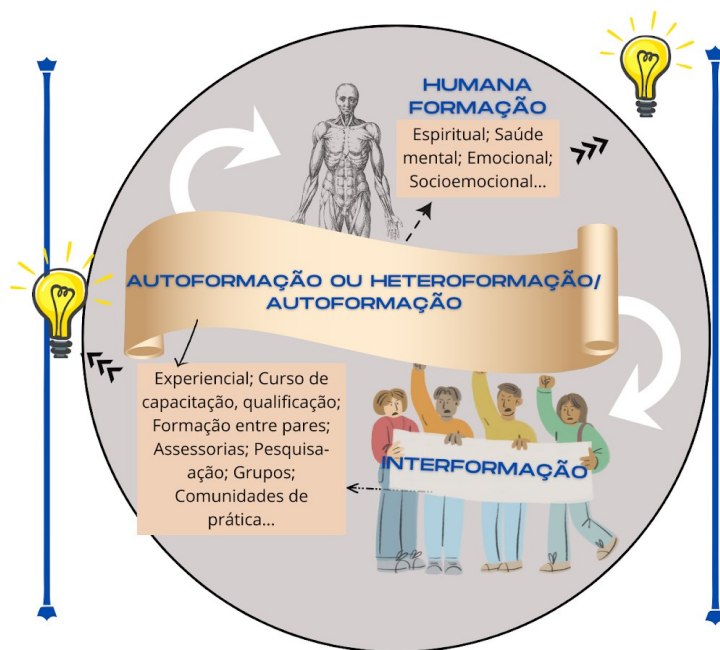 HUMANA
FORMAÇÃO
Espiritual; Saúde
mental; Emocional;
Socioemocional...
AUTOFORMAÇÃO OU HETEROFORMAÇÃO/
AUTOFORMAÇÃO
Experiencial; Curso de
capacitação, qualificação;
Formação entre pares;
Assessorias; Pesquisa-
ação; Grupos;
Comunidades de
prática...
INTERFORMAÇÃO